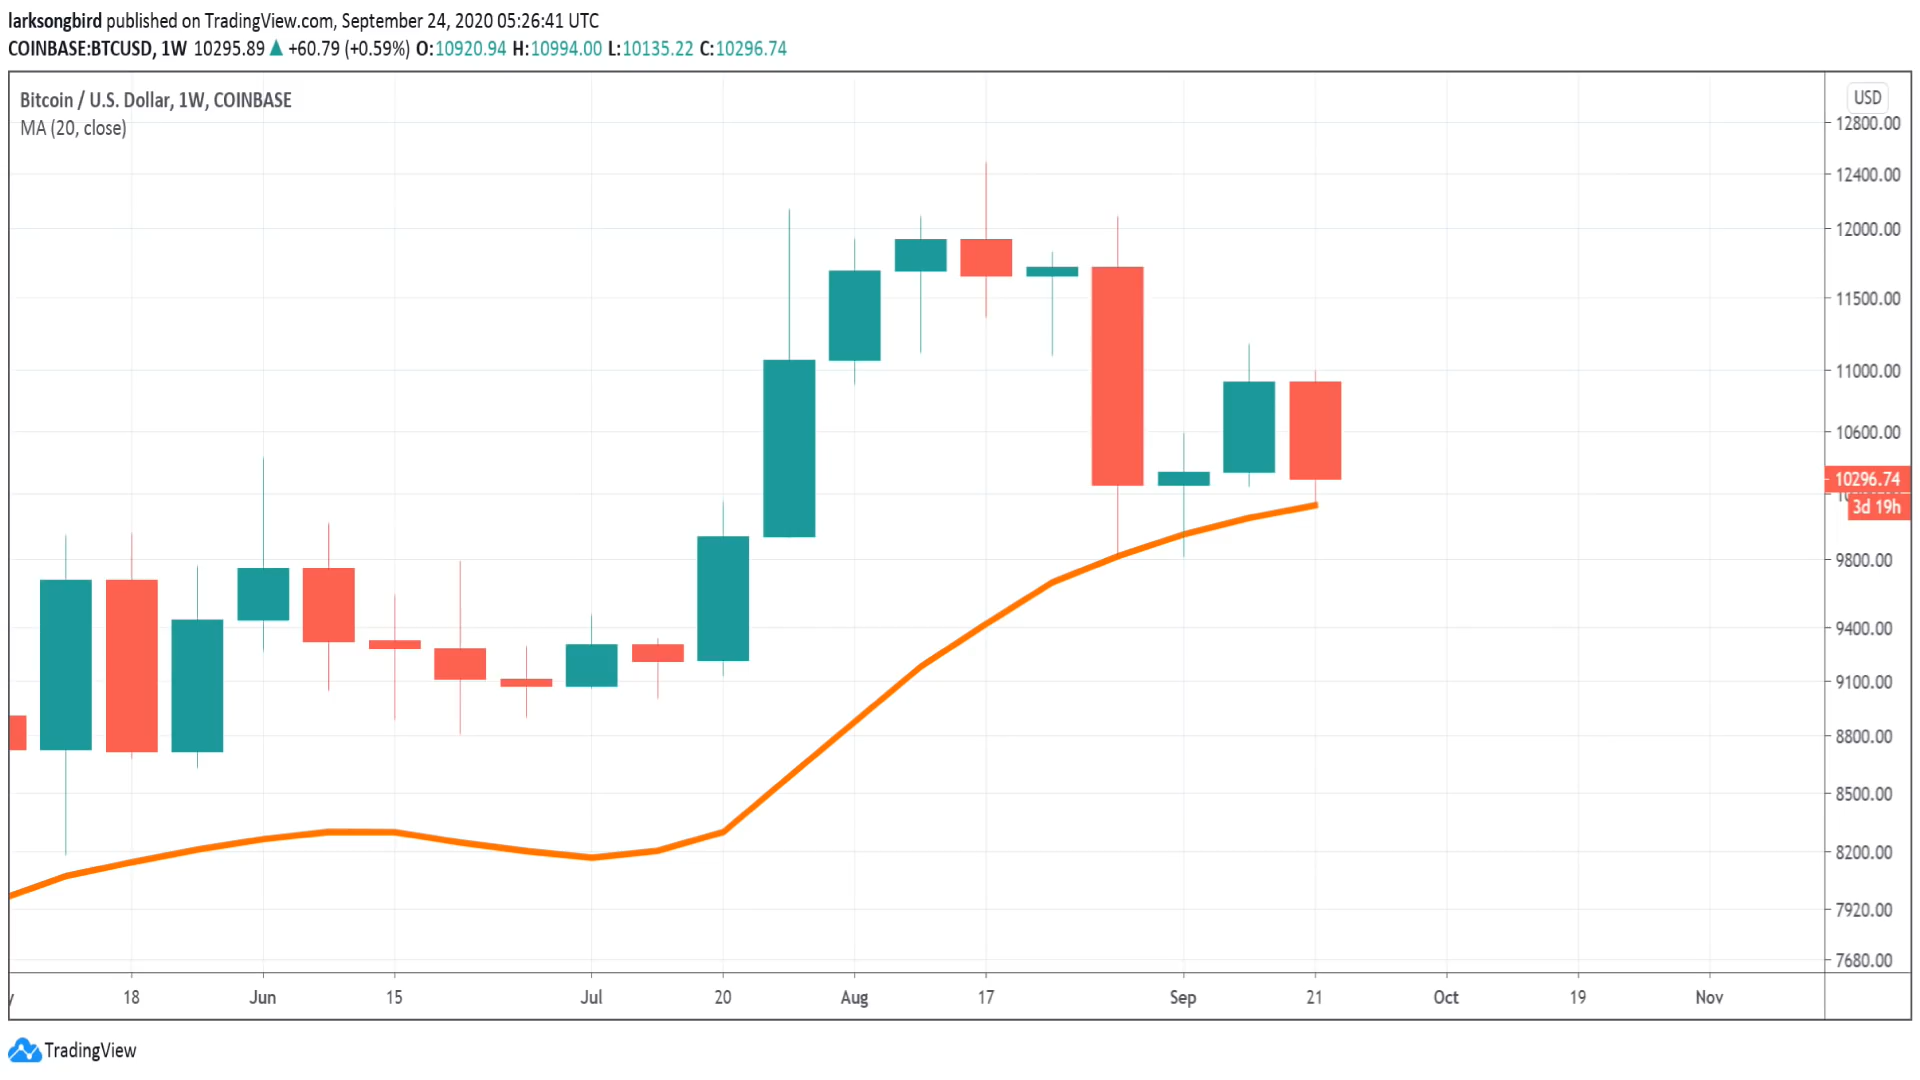 larksongbird published on TradingView.com, September 24, 2020 05:26:41 UTC
COINBASE:BTCUSD, 1W 10295.89 ▲ +60.79 (+0.59%) O:10920.94 H:10994.00 L:10135.22 C:10296.74
Bitcoin / U.S. Dollar, 1W, COINBASE
MA (20, close)
USD
12800.00
12400.00
12000.00
11500.00
11000.00
10600.00
10296.74
3d 19h
9800.00
9400.00
9100.00
8800.00
8500.00
8200.00
7920.00
7680.00
18 Jun 15 Jul 20 Aug 17 Sep 21 Oct 19 Nov
TradingView